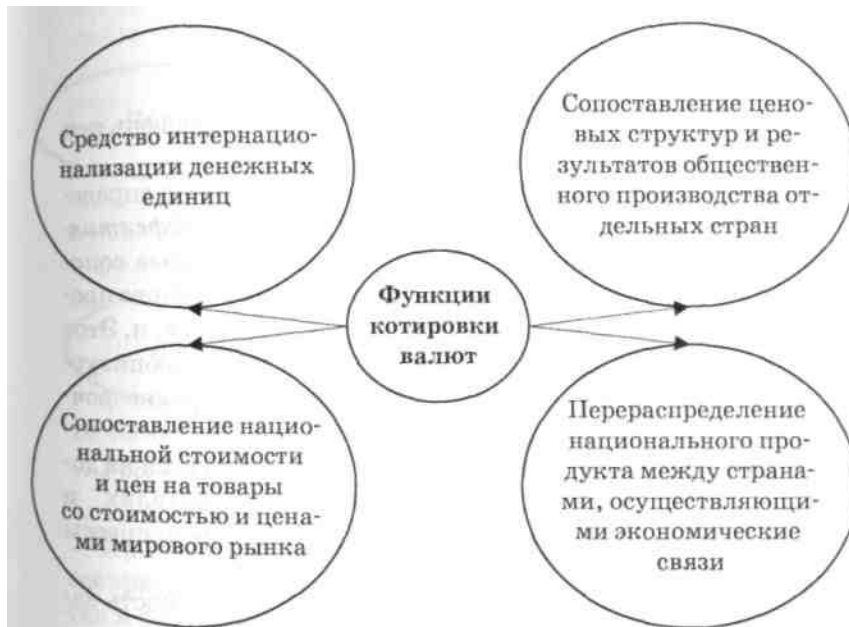 Средство интернацио-
нализации денежных
единиц
Сопоставление цено-
вых структур и ре-
зультатов общественн-
ного производства от-
дельных стран
Функции
котировки
валют
Сопоставление нацио-
нальной стоимости
и цен на товары
со стоимостью и цена-
ми мирового рынка
Перераспределение
национального про-
дукта между страна-
ми, осуществляющи-
ми экономические
связи